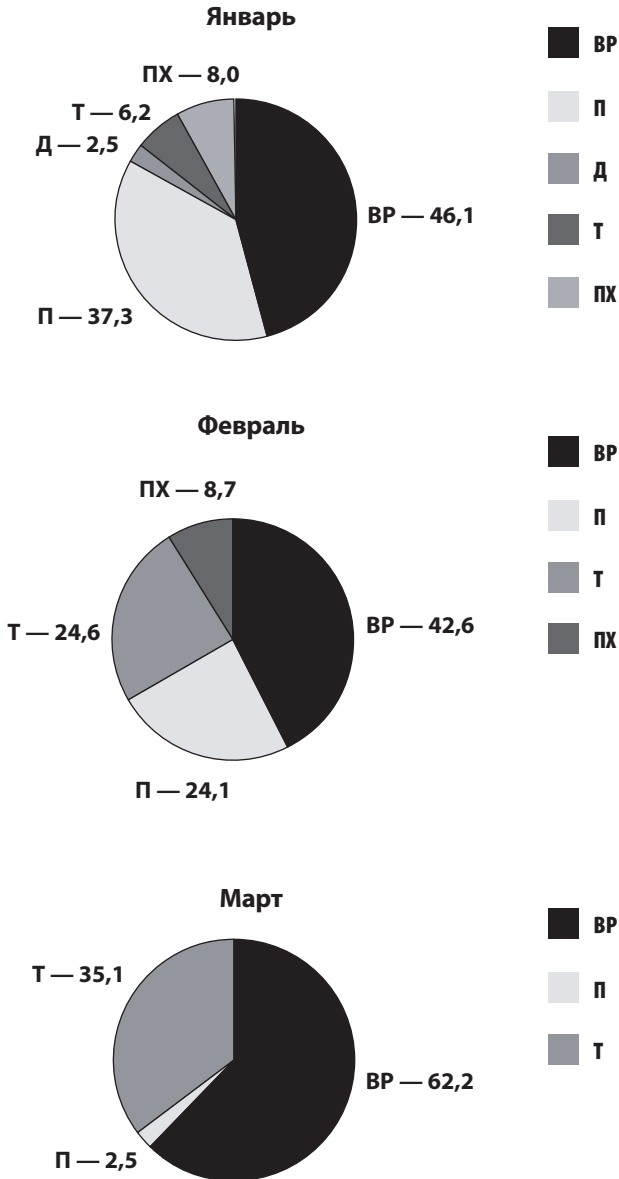 Январь
ПХ — 8,0
Т — 6,2
Д — 2,5
ВР — 46,1
П — 37,3
ВР
П
Д
Т
ПХ
Февраль
ПХ — 8,7
Т — 24,6
ВР — 42,6
П — 24,1
ВР
П
Т
ПХ
Март
Т — 35,1
ВР — 62,2
П — 2,5
ВР
П
Т